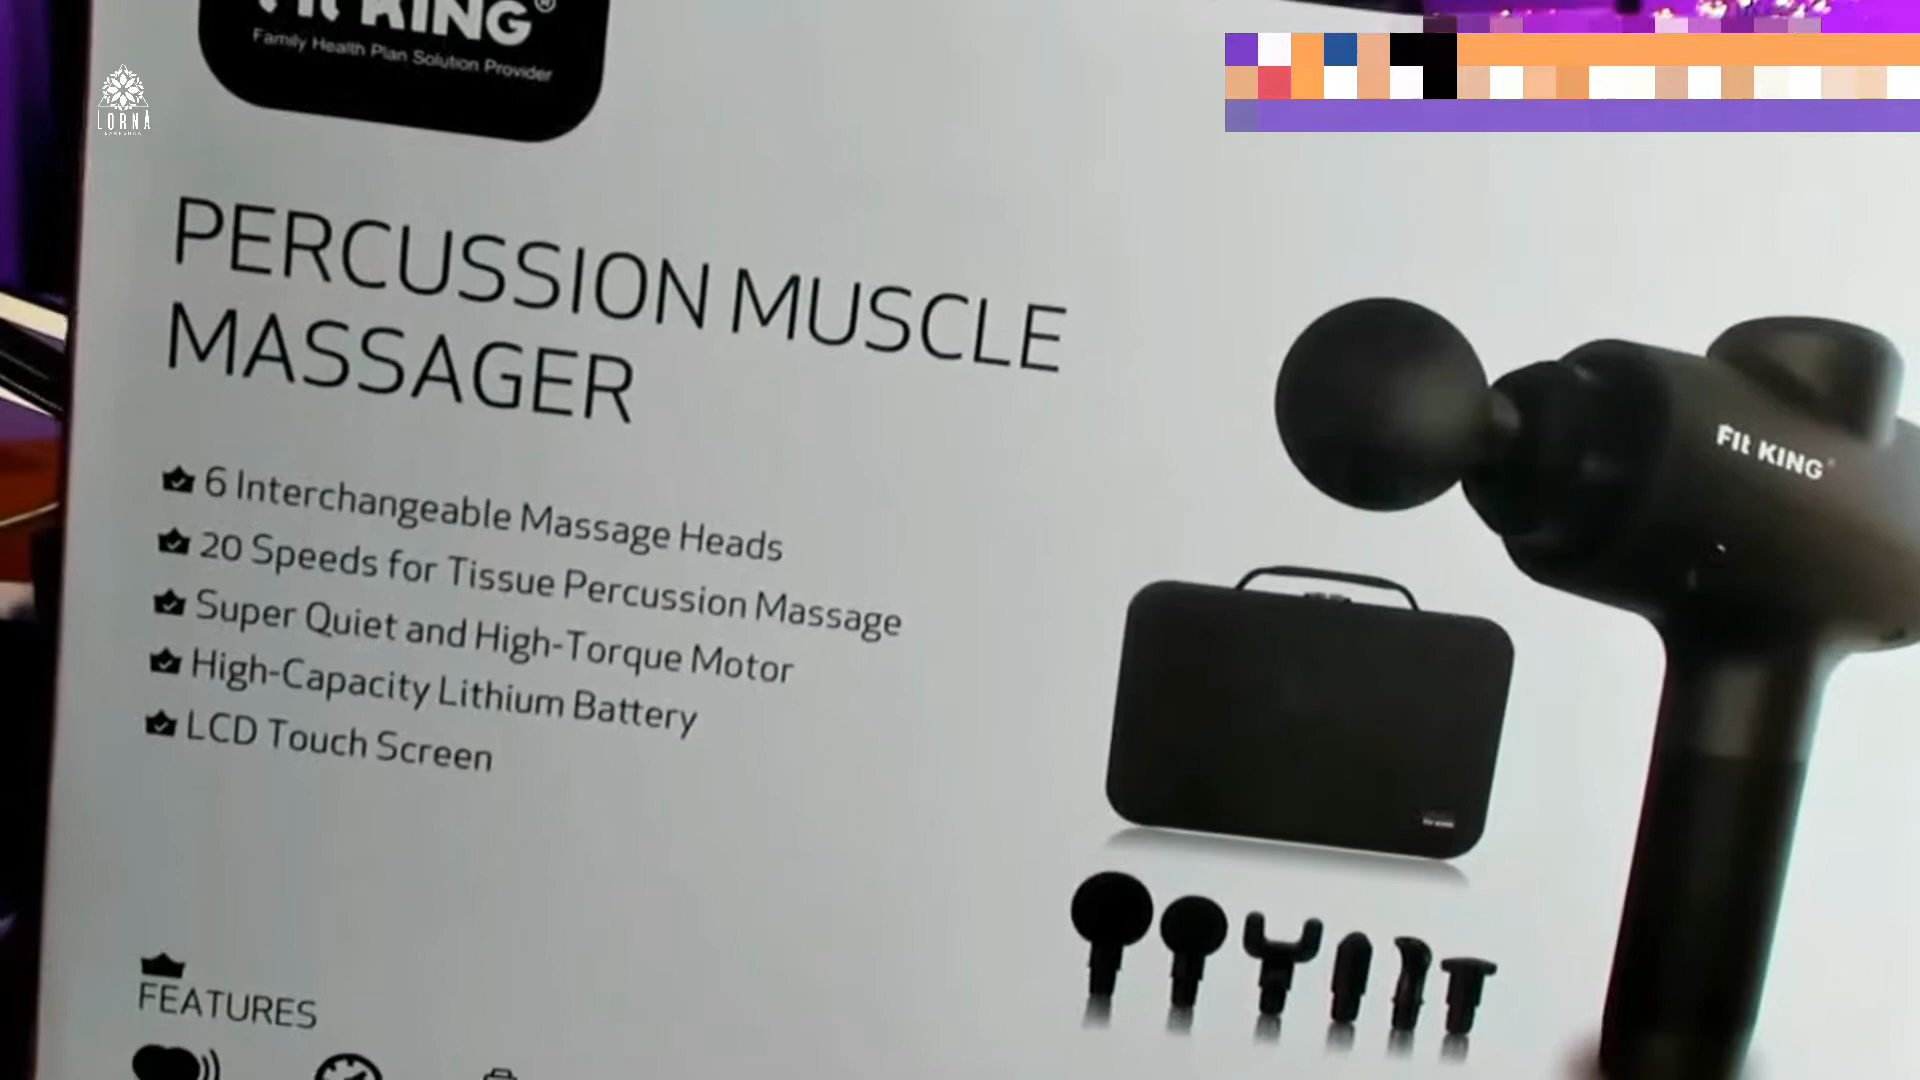 Fit KING®
Family Health Plan Solution Provider
LORNA
PERCUSSION MUSCLE
MASSAGER
6 Interchangeable Massage Heads
20 Speeds for Tissue Percussion Massage
Super Quiet and High-Torque Motor
High-Capacity Lithium Battery
LCD Touch Screen
Fit KING
FEATURES